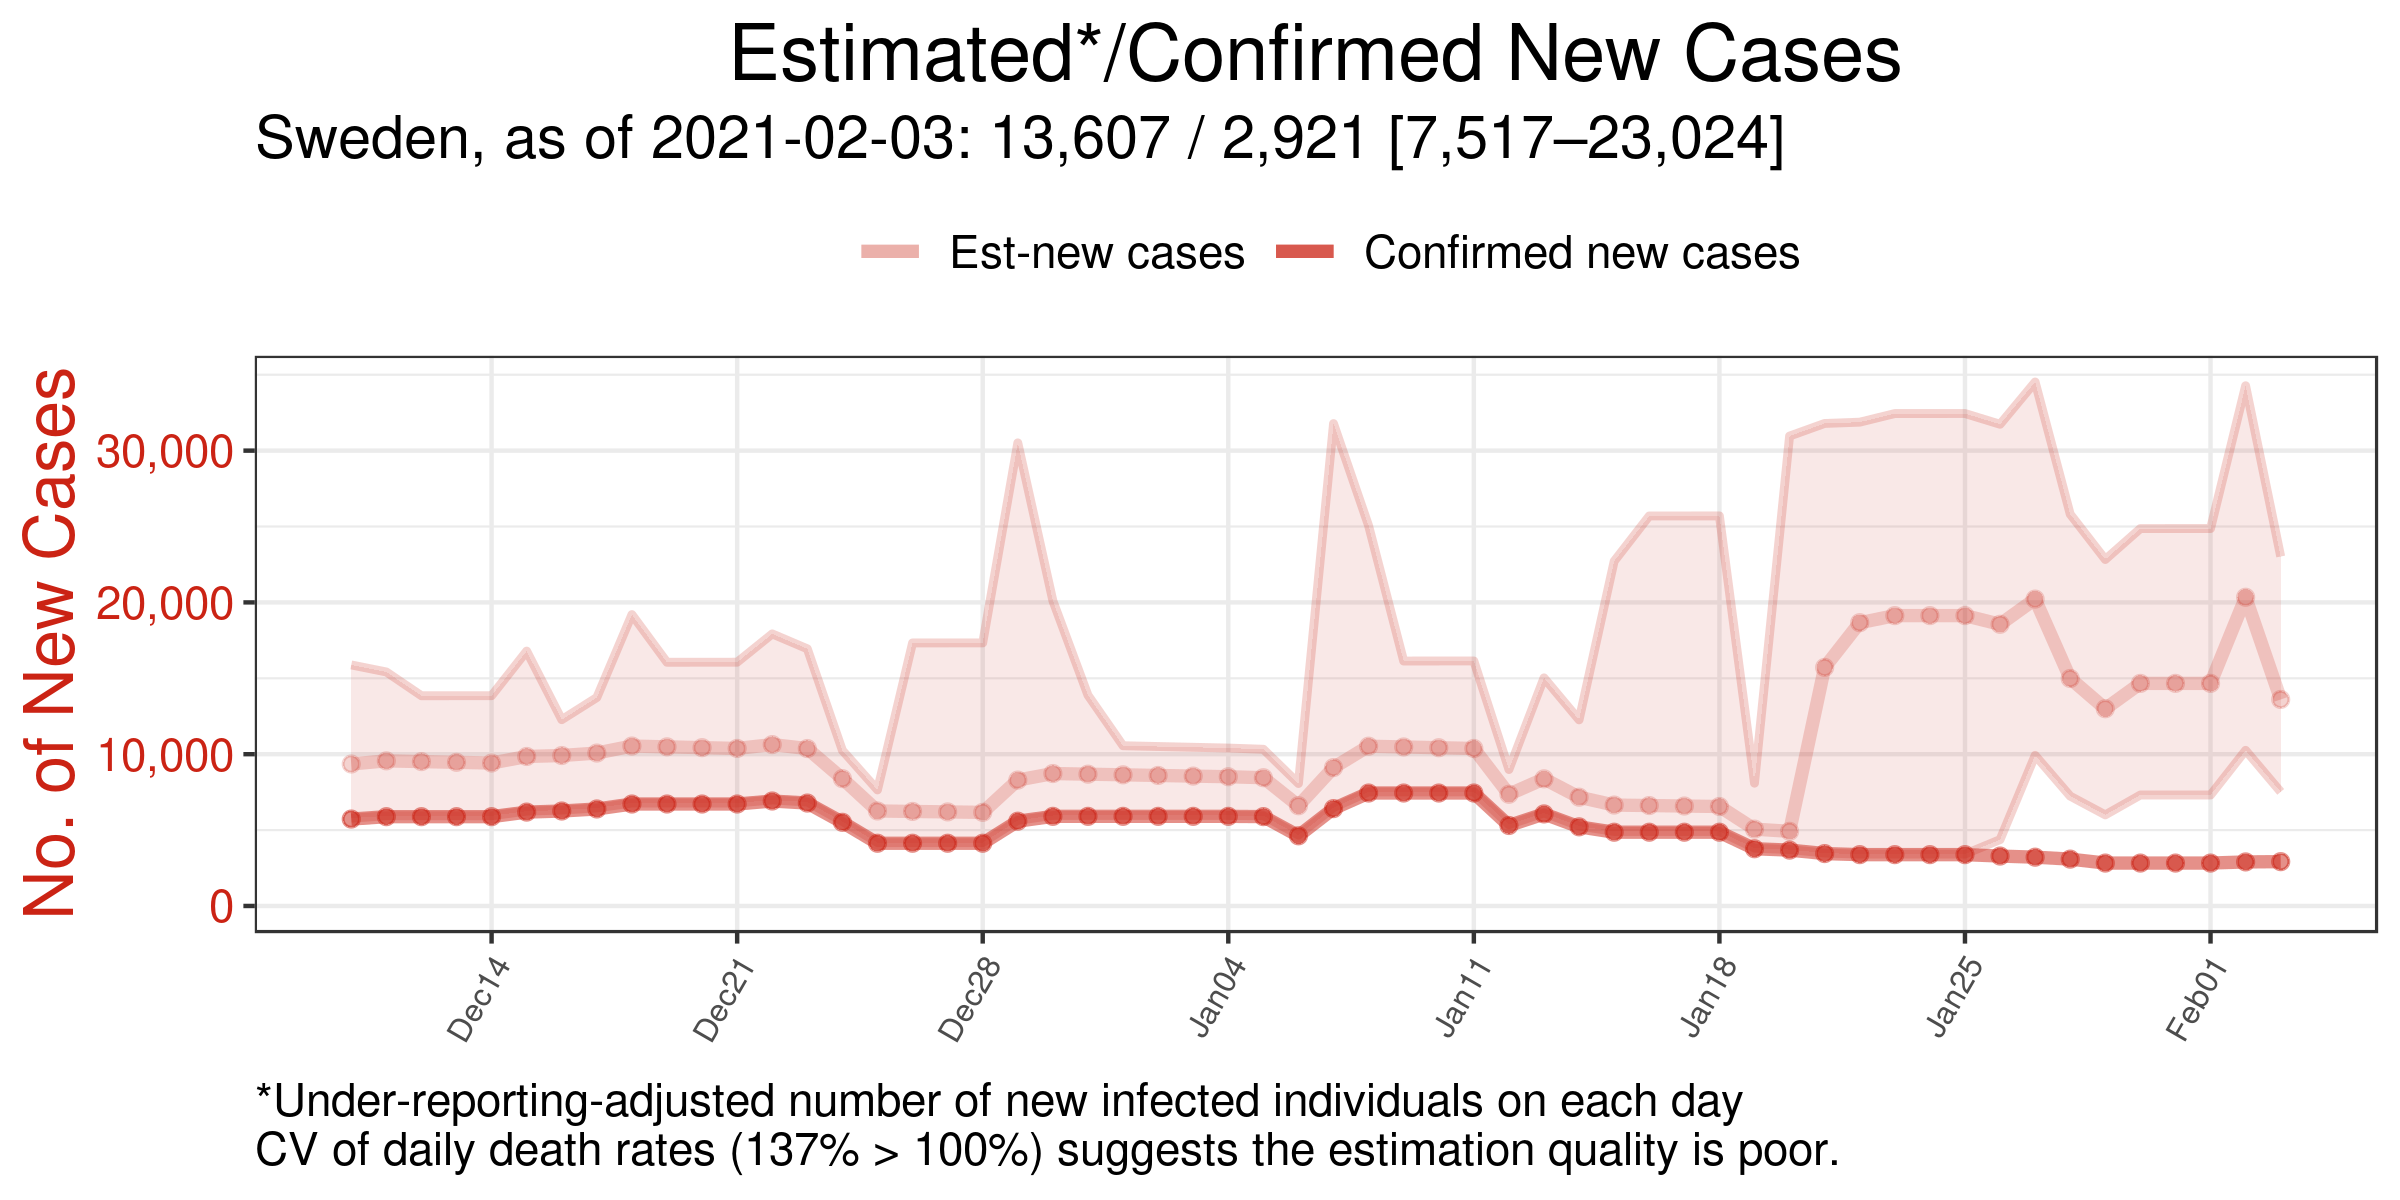 Estimated*/Confirmed New Cases
Sweden, as of 2021-02-03: 13,607 / 2,921 [7,517–23,024]
Est-new cases
Confirmed new cases
No. of New Cases
30,000
20,000
10,000
0
Dec14
Dec21
Dec28
Jan04
Jan11
Jan18
Jan25
Feb01
*Under-reporting-adjusted number of new infected individuals on each day
CV of daily death rates (137% > 100%) suggests the estimation quality is poor.